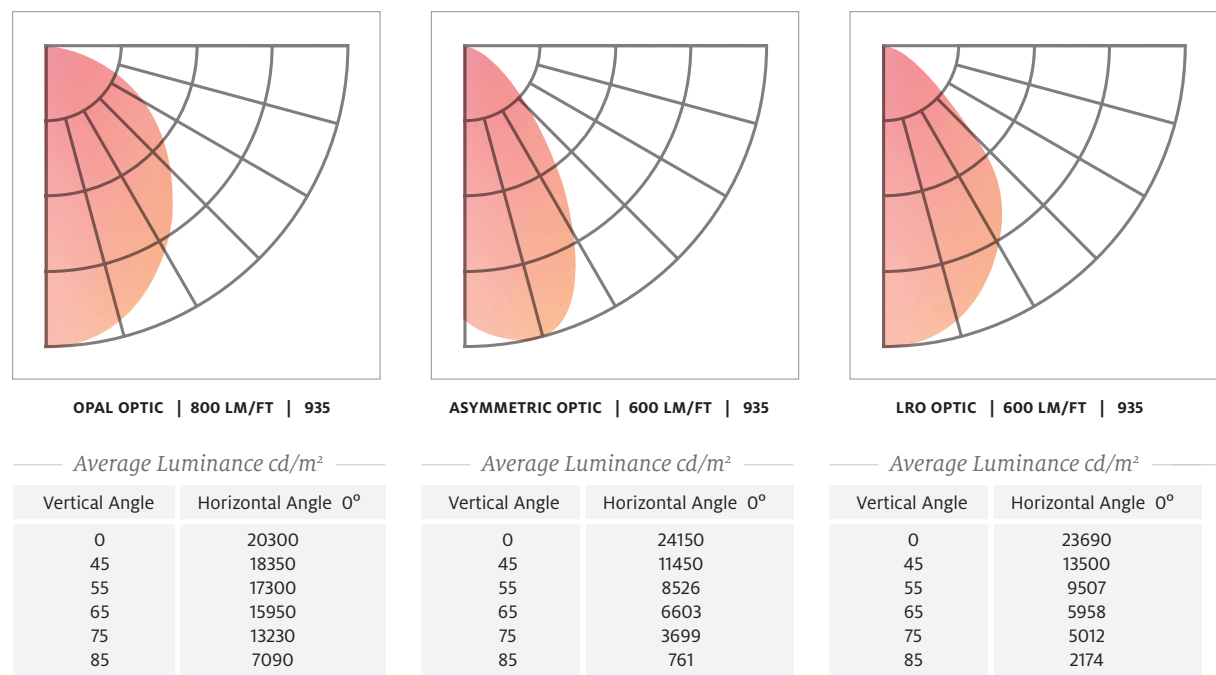 OPAL OPTIC | 800 LM/FT | 935
ASYMMETRIC OPTIC | 600 LM/FT | 935
LRO OPTIC | 600 LM/FT | 935
Average Luminance cd/m²
Vertical Angle Horizontal Angle 0º
0 20300
45 18350
55 17300
65 15950
75 13230
85 7090
Average Luminance cd/m²
Vertical Angle Horizontal Angle 0º
0 24150
45 11450
55 8526
65 6603
75 3699
85 761
Average Luminance cd/m²
Vertical Angle Horizontal Angle 0º
0 23690
45 13500
55 9507
65 5958
75 5012
85 2174